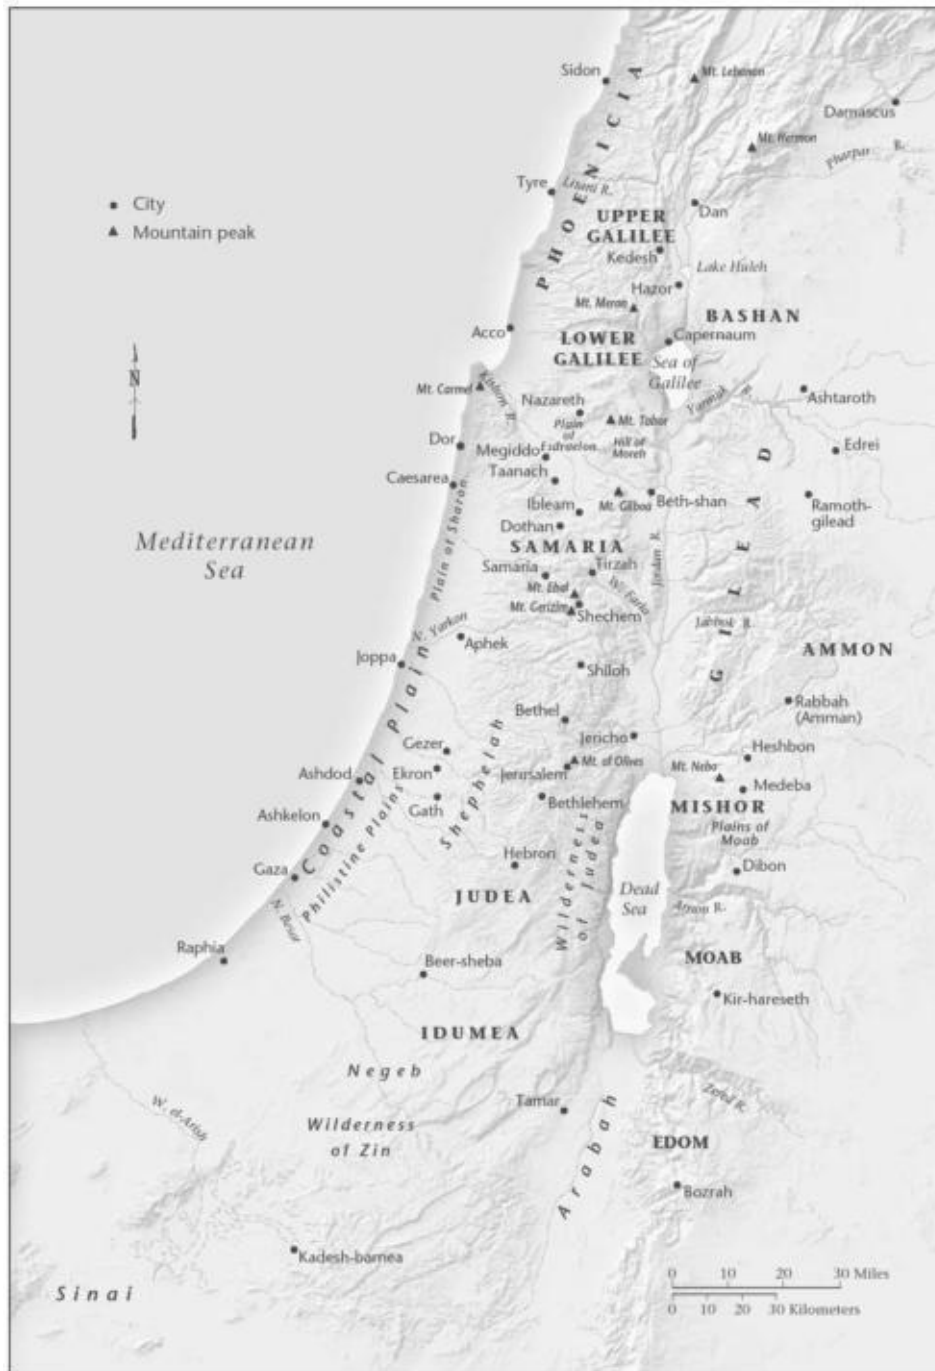 Sidon
Mt. Lebanon
Damascus
Mt. Hermon
Pharpar R.
PHOENICIA
Tyre
Litani R.
Dan
UPPER
GALILEE
Kedesh
Lake Huleh
Hazor
Mt. Meron
BASHAN
Acco
LOWER
GALILEE
Capernaum
Sea of
Galilee
City
Mountain peak
N
Mt. Carmel
Kishon R.
Nazareth
Mt. Tabor
Yarmuk R.
Ashtaroth
Plain
of
Esdraelon
Hill of
Moreh
Dor
Megiddo
Edrei
Taanach
Caesarea
Mt. Gilboa
Beth-shan
Ramoth-
gilead
Ibleam
Dothan
GILEAD
Mediterranean
Sea
Plain of Sharon
SAMARIA
Samaria
Tirzah
Jordan R.
Mt. Ebal
W. Faria
Mt. Gerizim
Shechem
Jabbok R.
N. Yarkon
Aphek
AMMON
Joppa
Shiloh
Rabbah
(Amman)
Bethel
Jericho
Gezer
Heshbon
Coastal Plain
Ashdod
Ekron
Jerusalem
Mt. of Olives
Mt. Nebo
Medeba
Shephelah
Gath
Bethlehem
MISHOR
Plains of
Moab
Ashkelon
Philistine Plains
Hebron
Wilderness
of Judea
Dibon
Gaza
JUDEA
Dead
Sea
Arnon R.
N. Besor
Raphia
Beer-sheba
MOAB
Kir-hareseth
IDUMEA
Negeb
Zered R.
Tamar
W. el-Arish
Wilderness
of Zin
Arabah
EDOM
Bozrah
Kadesh-barnea
Sinai
0 10 20 30 Miles
0 10 20 30 Kilometers